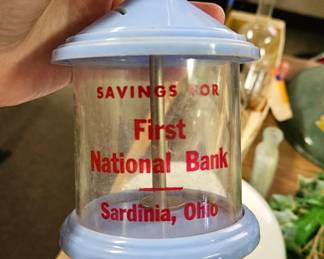 SAVINGS FOR
First
National Bank
Sardinia, Ohio